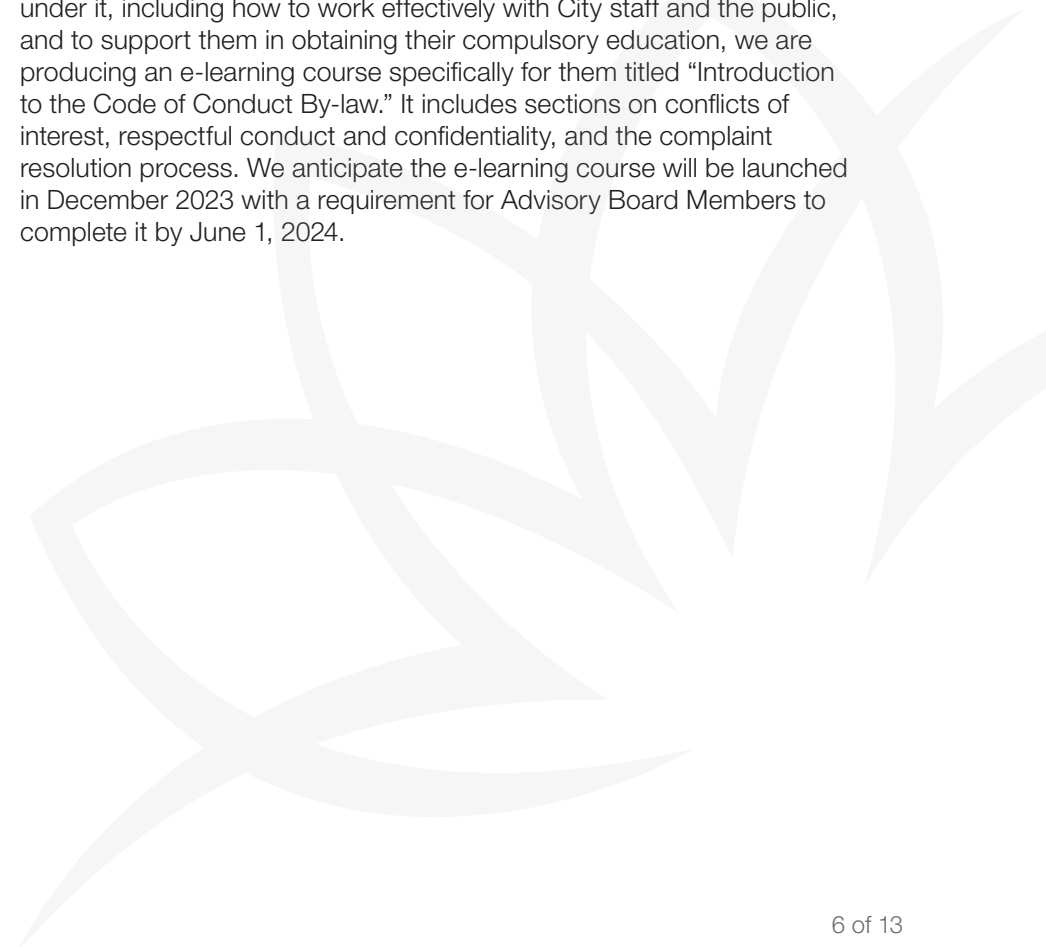 under it, including how to work effectively with City staff and the public,
and to support them in obtaining their compulsory education, we are
producing an e-learning course specifically for them titled “Introduction
to the Code of Conduct By-law.” It includes sections on conflicts of
interest, respectful conduct and confidentiality, and the complaint
resolution process. We anticipate the e-learning course will be launched
in December 2023 with a requirement for Advisory Board Members to
complete it by June 1, 2024.
6 of 13